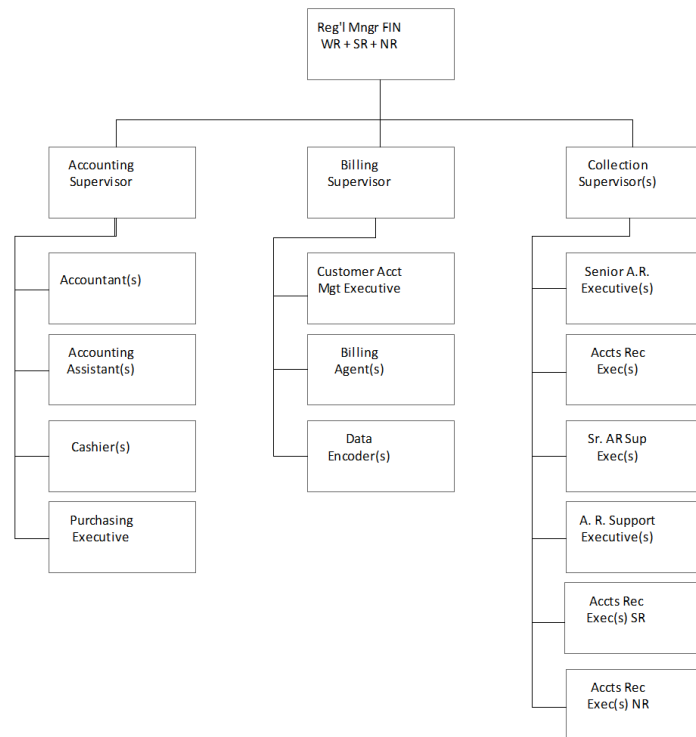 Reg'l Mngr FIN
WR + SR + NR
Accounting
Supervisor
Billing
Supervisor
Collection
Supervisor(s)
Accountant(s)
Accounting
Assistant(s)
Cashier(s)
Purchasing
Executive
Customer Acct
Mgt Executive
Billing
Agent(s)
Data
Encoder(s)
Senior A.R.
Executive(s)
Accts Rec
Exec(s)
Sr. AR Sup
Exec(s)
A. R. Support
Executive(s)
Accts Rec
Exec(s) SR
Accts Rec
Exec(s) NR